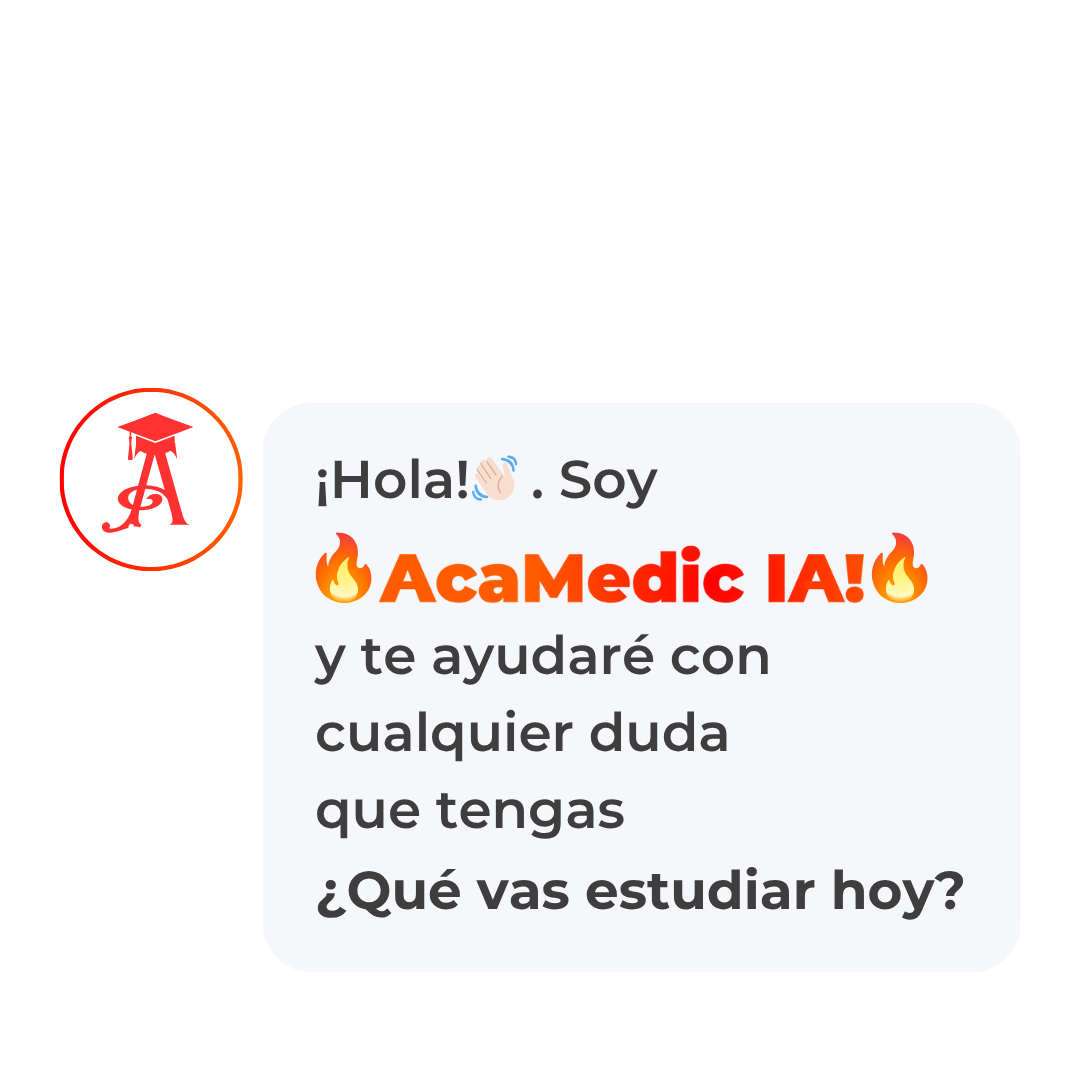 ¡Hola!👋🏻 . Soy
🔥AcaMedic IA!🔥
y te ayudaré con
cualquier duda
que tengas
¿Qué vas estudiar hoy?